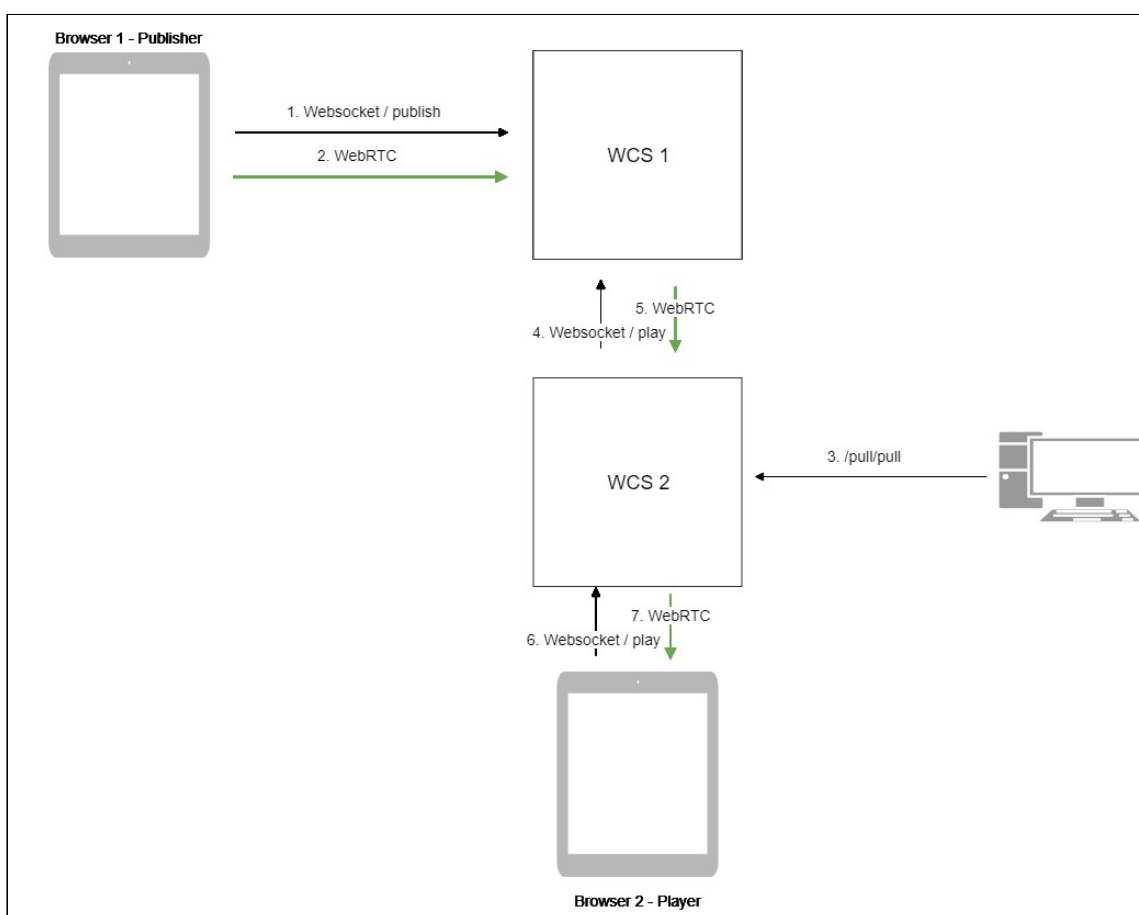 Browser 1 - Publisher
1. Websocket / publish
2. WebRTC
WCS 1
5. WebRTC
4. Websocket / play
3. /pull/pull
WCS 2
7. WebRTC
6. Websocket / play
Browser 2 - Player